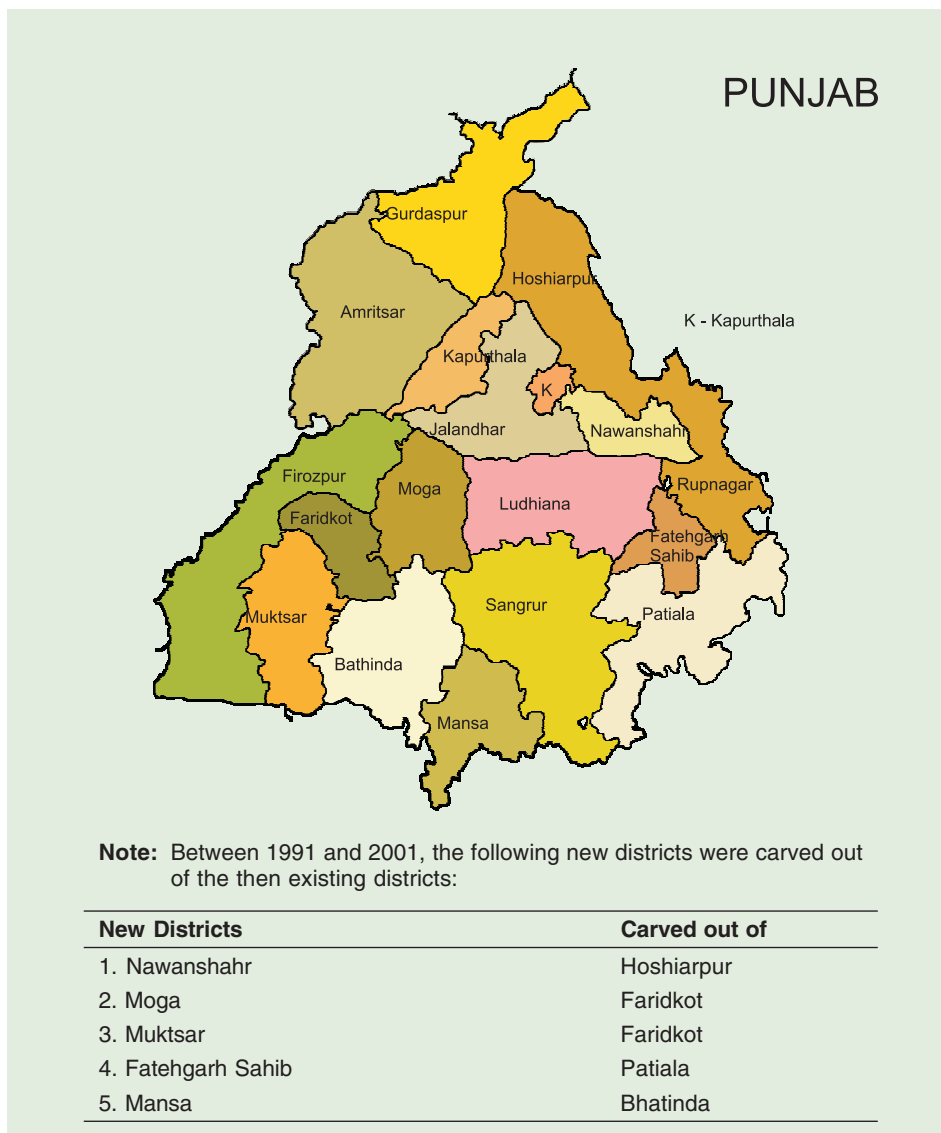 PUNJAB
Gurdaspur
Hoshiarpur
Amritsar
K - Kapurthala
Kapurthala
K
Jalandhar
Nawanshahr
Firozpur
Moga
Rupnagar
Ludhiana
Faridkot
Fatehgarh
Sahib
Sangrur
Patiala
Muktsar
Bathinda
Mansa
Note: Between 1991 and 2001, the following new districts were carved out
of the then existing districts:
New Districts Carved out of
1. Nawanshahr Hoshiarpur
2. Moga Faridkot
3. Muktsar Faridkot
4. Fatehgarh Sahib Patiala
5. Mansa Bhatinda